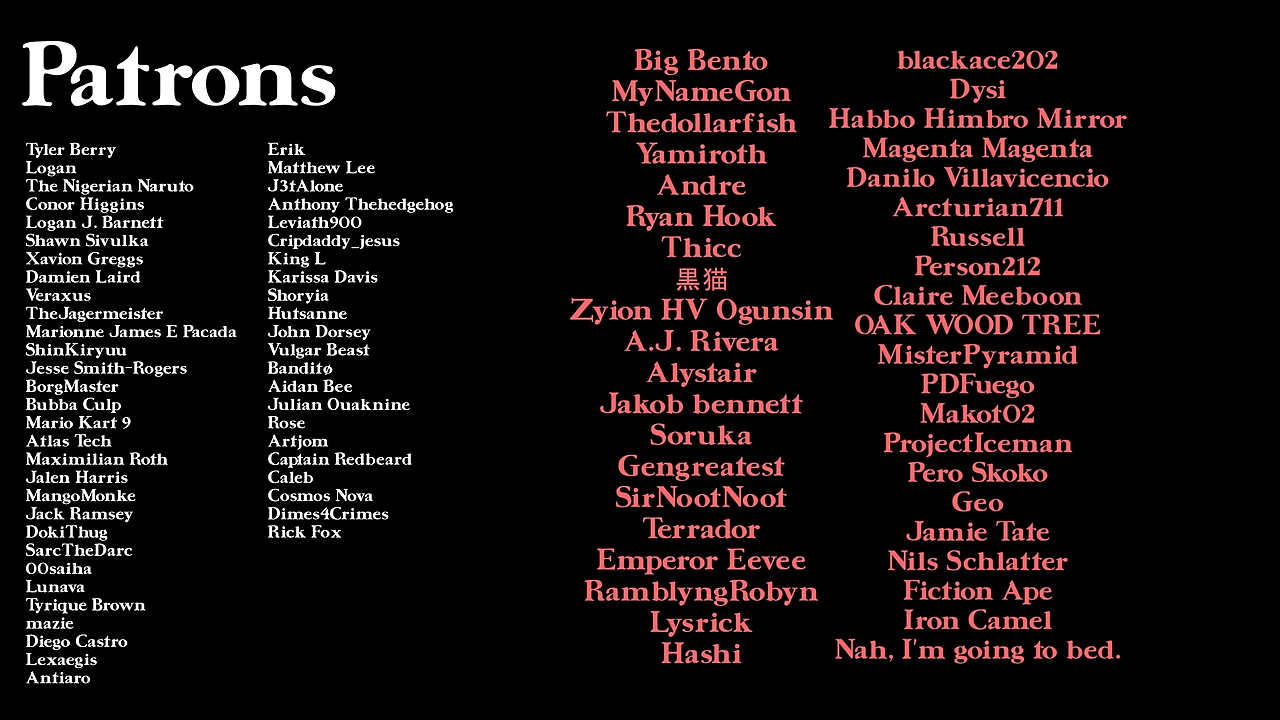 Patrons
Tyler Berry
Logan
The Nigerian Naruto
Conor Higgins
Logan J. Barnett
Shawn Sivulka
Xavion Greggs
Damien Laird
Veraxus
TheJagermeister
Marionne James E Pacada
ShinKiryuu
Jesse Smith-Rogers
BorgMaster
Bubba Culp
Mario Kart 9
Atlas Tech
Maximilian Roth
Jalen Harris
MangoMonke
Jack Ramsey
DokiThug
SarcTheDarc
00saiha
Lunava
Tyrique Brown
mazie
Diego Castro
Lexaegis
Antiaro
Erik
Matthew Lee
J3tAlone
Anthony Thehedgehog
Leviath900
Cripdaddy_jesus
King L
Karissa Davis
Shoryia
Hutsanne
John Dorsey
Vulgar Beast
Banditø
Aidan Bee
Julian Ouaknine
Rose
Artjom
Captain Redbeard
Caleb
Cosmos Nova
Dimes4Crimes
Rick Fox
Big Bento
MyNameGon
Thedollarfish
Yamiroth
Andre
Ryan Hook
Thicc
黒猫
Zyion HV Ogunsin
A.J. Rivera
Alystair
Jakob bennett
Soruka
Gengreatest
SirNootNoot
Terrador
Emperor Eevee
RamblyngRobyn
Lysrick
Hashi
blackace202
Dysi
Habbo Himbro Mirror
Magenta Magenta
Danilo Villavicencio
Arcturian711
Russell
Person212
Claire Meeboon
OAK WOOD TREE
MisterPyramid
PDFuego
Makot02
ProjectIceman
Pero Skoko
Geo
Jamie Tate
Nils Schlatter
Fiction Ape
Iron Camel
Nah, I'm going to bed.